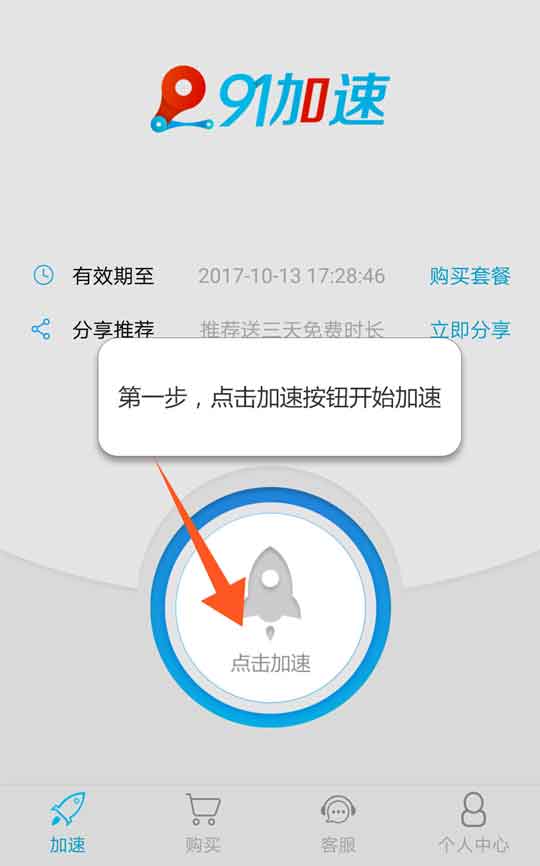 91加速
有效期至 2017-10-13 17:28:46 购买套餐
分享推荐 推荐送三天免费时长 立即分享
第一步，点击加速按钮开始加速
点击加速
加速 购买 客服 个人中心